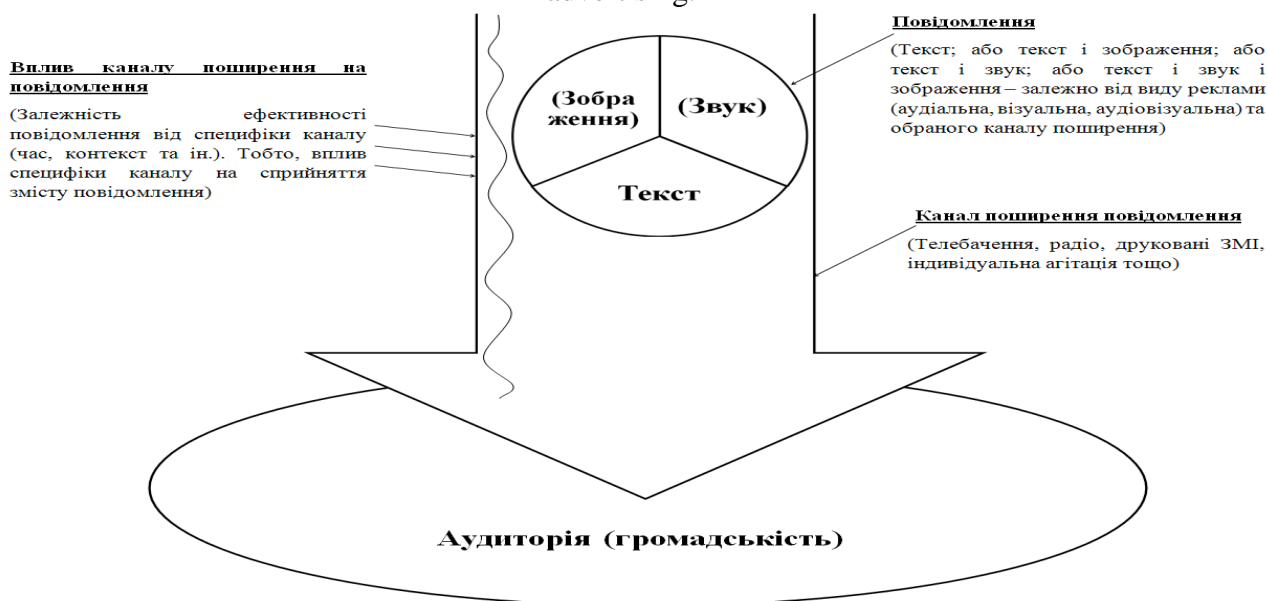 Вплив каналу поширення на
повідомлення
(Залежність ефективності
повідомлення від специфіки каналу
(час, контекст та ін.). Тобто, вплив
специфіки каналу на сприйняття
змісту повідомлення)
(Зобра
ження)
(Звук)
Текст
Повідомлення
(Текст; або текст і зображення; або
текст і звук; або текст і звук і
зображення – залежно від виду реклами
(аудіальна, візуальна, аудіовізуальна) та
обраного каналу поширення)
Канал поширення повідомлення
(Телебачення, радіо, друковані ЗМІ,
індивідуальна агітація тощо)
Аудиторія (громадськість)